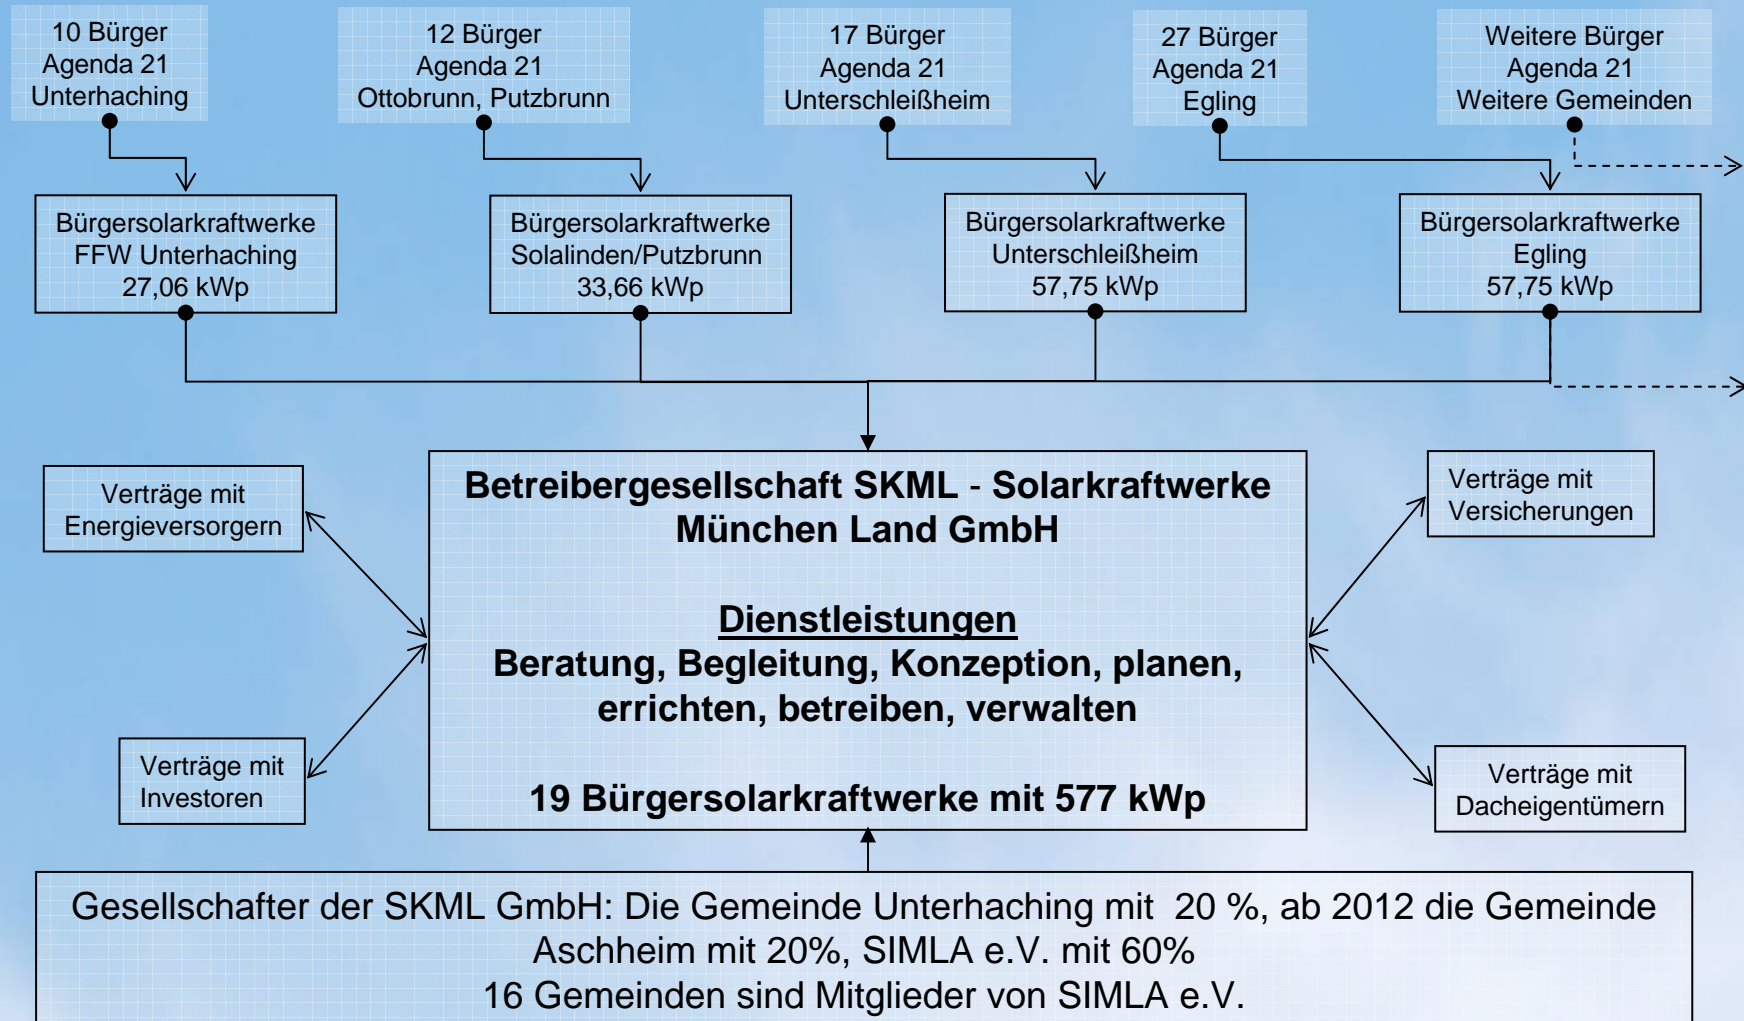 10 Bürger
Agenda 21
Unterhaching
12 Bürger
Agenda 21
Ottobrunn, Putzbrunn
17 Bürger
Agenda 21
Unterschleißheim
27 Bürger
Agenda 21
Egling
Weitere Bürger
Agenda 21
Weitere Gemeinden
Bürgersolarkraftwerke
FFW Unterhaching
27,06 kWp
Bürgersolarkraftwerke
Solalinden/Putzbrunn
33,66 kWp
Bürgersolarkraftwerke
Unterschleißheim
57,75 kWp
Bürgersolarkraftwerke
Egling
57,75 kWp
Verträge mit
Energieversorgern
Verträge mit
Investoren
Betreibergesellschaft SKML - Solarkraftwerke
München Land GmbH
Dienstleistungen
Beratung, Begleitung, Konzeption, planen,
errichten, betreiben, verwalten
19 Bürgersolarkraftwerke mit 577 kWp
Verträge mit
Versicherungen
Verträge mit
Dacheigentümern
Gesellschafter der SKML GmbH: Die Gemeinde Unterhaching mit 20 %, ab 2012 die Gemeinde
Aschheim mit 20%, SIMLA e.V. mit 60%
16 Gemeinden sind Mitglieder von SIMLA e.V.